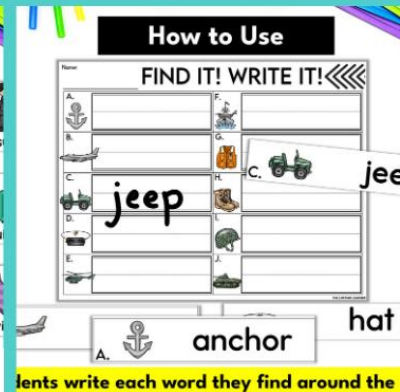 How to Use
Name:
FIND IT! WRITE IT!
A.
F.
B.
G.
C. jeep
H.
D.
I.
E.
J.
C. jee
hat
A. anchor
dents write each word they find around the